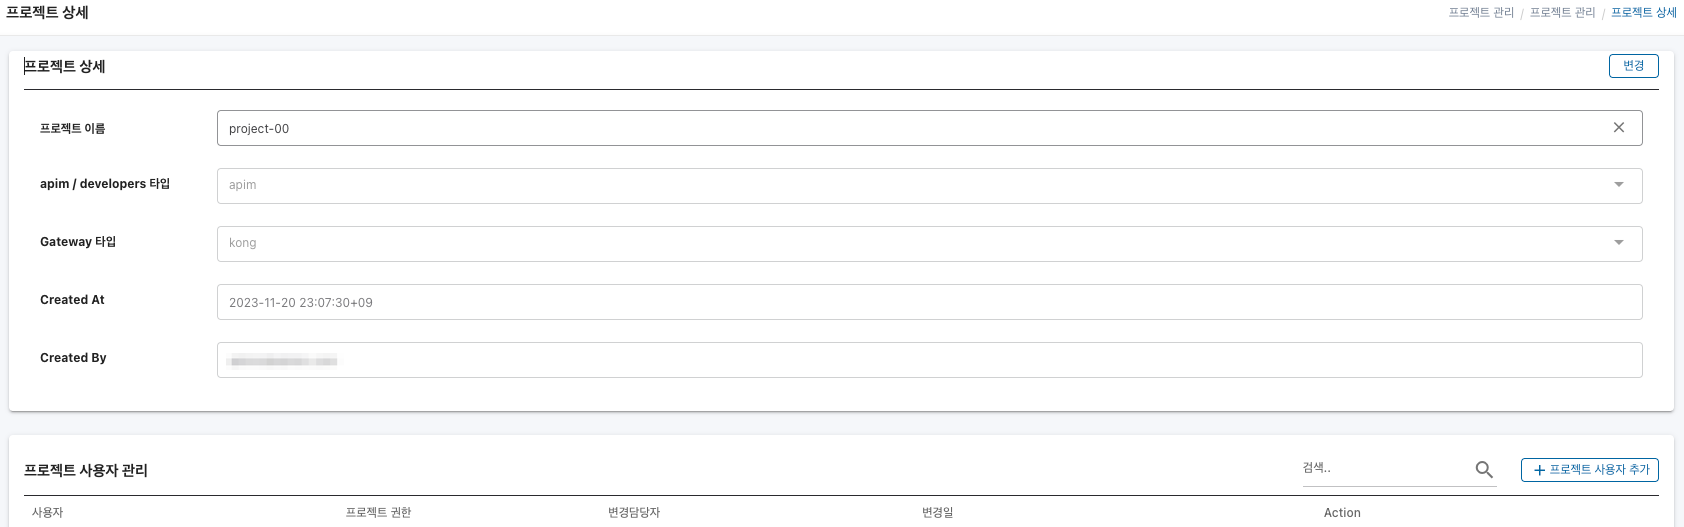 프로젝트 상세
프로젝트 관리 / 프로젝트 관리 / 프로젝트 상세
프로젝트 상세
변경
프로젝트 이름
project-00
apim / developers 타입
apim
Gateway 타입
kong
Created At
2023-11-20 23:07:30+09
Created By
프로젝트 사용자 관리
검색..
+ 프로젝트 사용자 추가
사용자 프로젝트 권한 변경담당자 변경일 Action